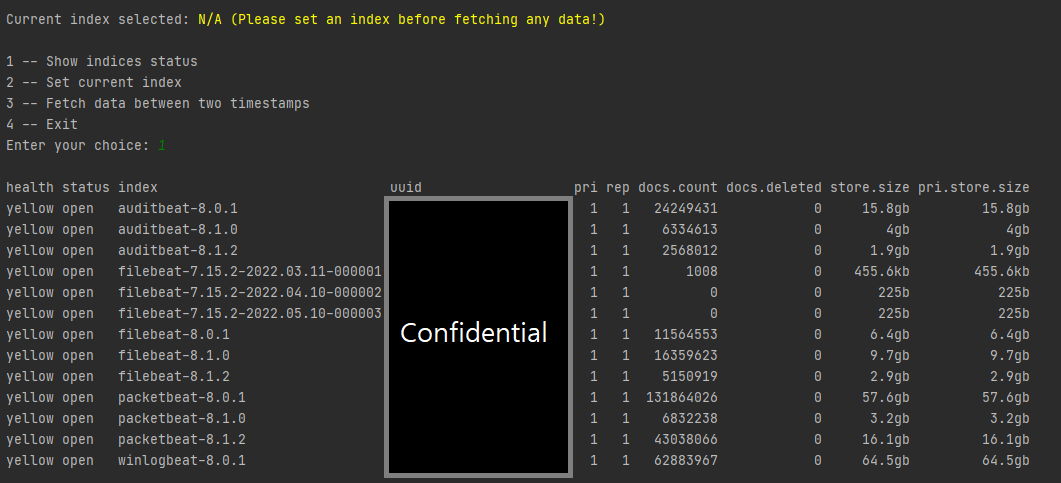 Current index selected: N/A (Please set an index before fetching any data!)
1 -- Show indices status
2 -- Set current index
3 -- Fetch data between two timestamps
4 -- Exit
Enter your choice: 1
health status index uuid pri rep docs.count docs.deleted store.size pri.store.size
yellow open auditbeat-8.0.1 1 1 24249431 0 15.8gb 15.8gb
yellow open auditbeat-8.1.0 1 1 6334613 0 4gb 4gb
yellow open auditbeat-8.1.2 1 1 2568012 0 1.9gb 1.9gb
yellow open filebeat-7.15.2-2022.03.11-000001 1 1 1008 0 455.6kb 455.6kb
yellow open filebeat-7.15.2-2022.04.10-000002 1 1 0 0 225b 225b
yellow open filebeat-7.15.2-2022.05.10-000003 1 1 0 0 225b 225b
yellow open filebeat-8.0.1 Confidential 1 1 11564553 0 6.4gb 6.4gb
yellow open filebeat-8.1.0 1 1 16359623 0 9.7gb 9.7gb
yellow open filebeat-8.1.2 1 1 5150919 0 2.9gb 2.9gb
yellow open packetbeat-8.0.1 1 1 131864026 0 57.6gb 57.6gb
yellow open packetbeat-8.1.0 1 1 6832238 0 3.2gb 3.2gb
yellow open packetbeat-8.1.2 1 1 43038066 0 16.1gb 16.1gb
yellow open winlogbeat-8.0.1 1 1 62883967 0 64.5gb 64.5gb